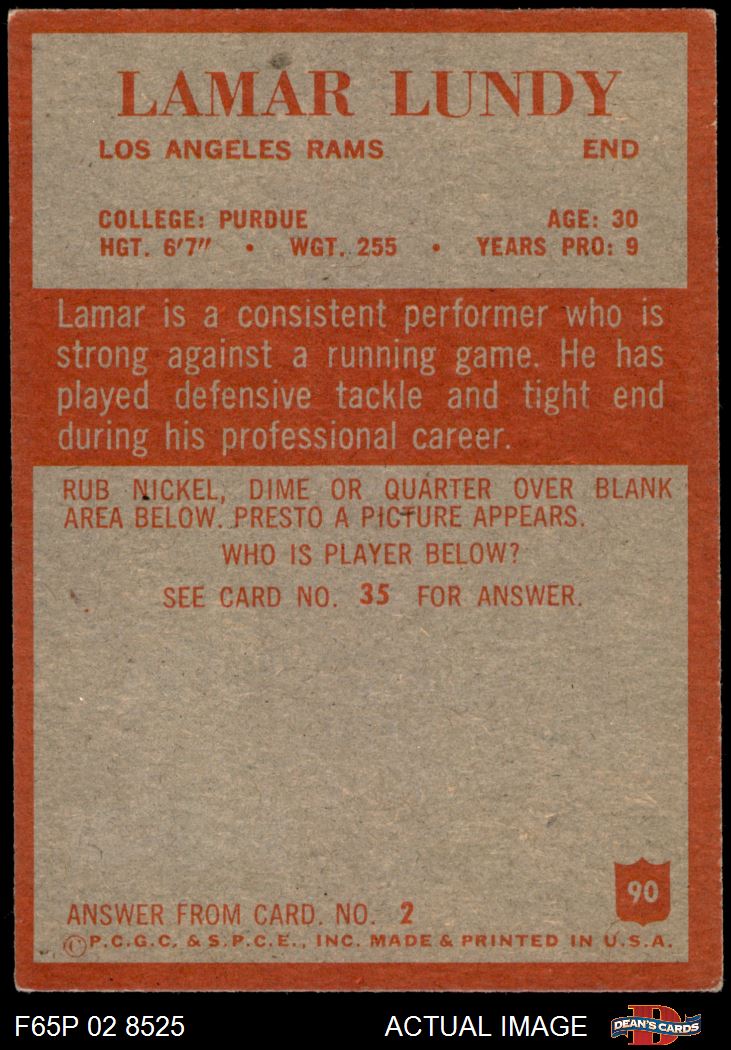 LAMAR LUNDY
LOS ANGELES RAMS END
COLLEGE: PURDUE AGE: 30
HGT. 6'7" • WGT. 255 • YEARS PRO: 9
Lamar is a consistent performer who is
strong against a running game. He has
played defensive tackle and tight end
during his professional career.
RUB NICKEL, DIME OR QUARTER OVER BLANK
AREA BELOW. PRESTO A PICTURE APPEARS.
WHO IS PLAYER BELOW?
SEE CARD NO. 35 FOR ANSWER.
90
ANSWER FROM CARD. NO. 2
©P.C.G.C. & S.P.C.E., INC. MADE & PRINTED IN U.S.A.
F65P 02 8525 ACTUAL IMAGE D DEAN'S CARDS